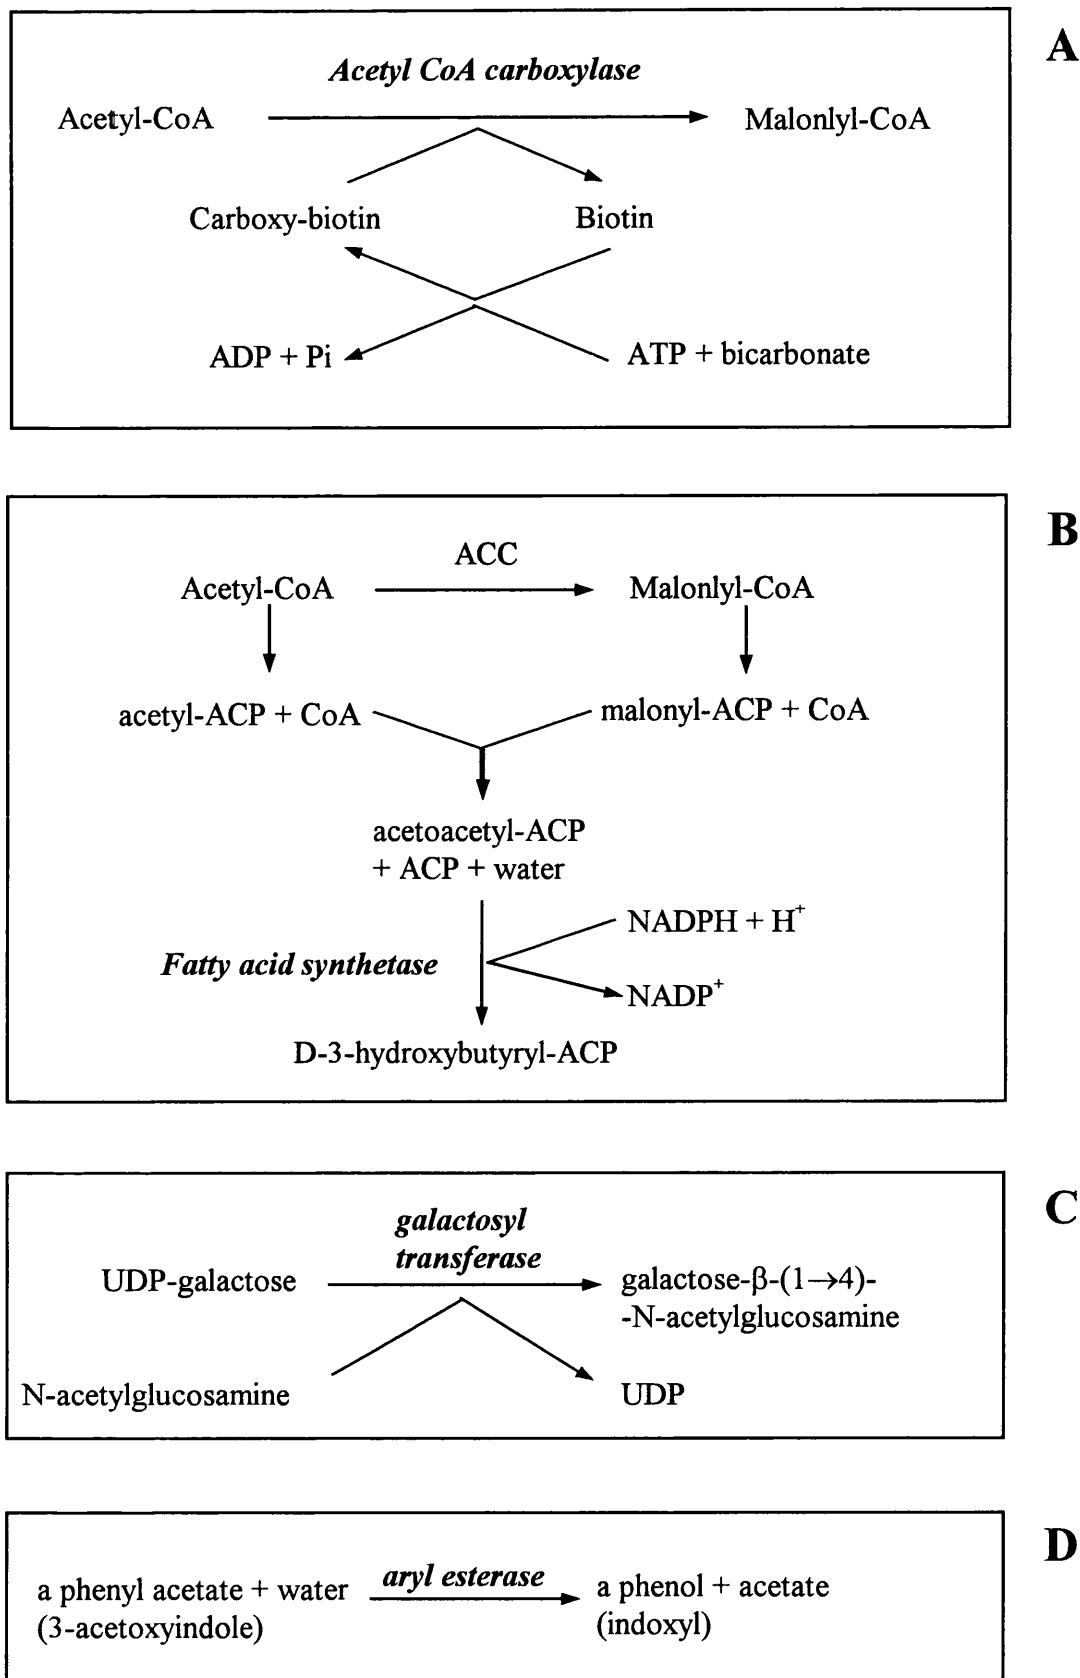 A
Acetyl CoA carboxylase
Acetyl-CoA
Malonlyl-CoA
Carboxy-biotin
Biotin
ADP + Pi
ATP + bicarbonate
B
ACC
Acetyl-CoA
Malonlyl-CoA
acetyl-ACP + CoA
malonyl-ACP + CoA
acetoacetyl-ACP
+ ACP + water
NADPH + H⁺
Fatty acid synthetase
NADP⁺
D-3-hydroxybutyryl-ACP
C
galactosyl
transferase
UDP-galactose
galactose-β-(1→4)-
-N-acetylglucosamine
N-acetylglucosamine
UDP
D
aryl esterase
a phenyl acetate + water
a phenol + acetate
(3-acetoxyindole)
(indoxyl)